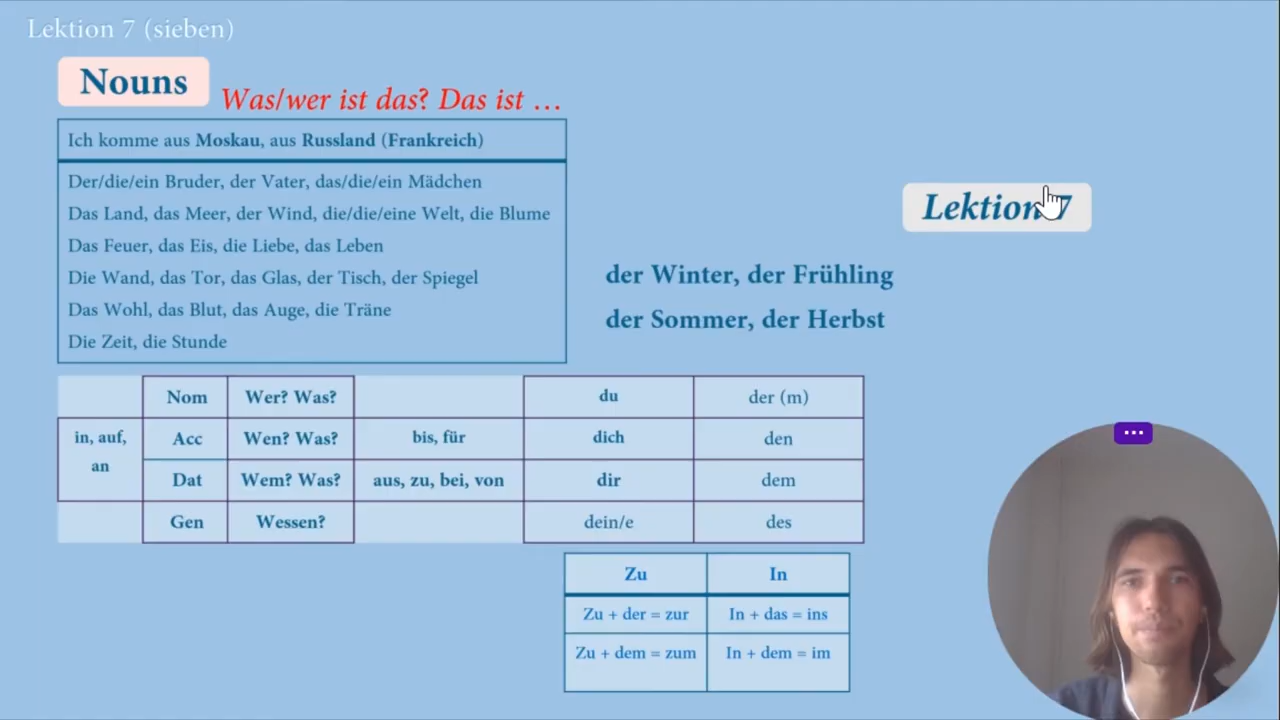 Lektion 7 (sieben)
Nouns
Was/wer ist das? Das ist …
Ich komme aus Moskau, aus Russland (Frankreich)
Der/die/ein Bruder, der Vater, das/die/ein Mädchen
Das Land, das Meer, der Wind, die/die/eine Welt, die Blume
Das Feuer, das Eis, die Liebe, das Leben
Die Wand, das Tor, das Glas, der Tisch, der Spiegel
Das Wohl, das Blut, das Auge, die Träne
Die Zeit, die Stunde
Lektion 7
der Winter, der Frühling
der Sommer, der Herbst
Nom Wer? Was? du der (m)
in, auf, an Acc Wen? Was? bis, für dich den
Dat Wem? Was? aus, zu, bei, von dir dem
Gen Wessen? dein/e des
Zu In
Zu + der = zur In + das = ins
Zu + dem = zum In + dem = im